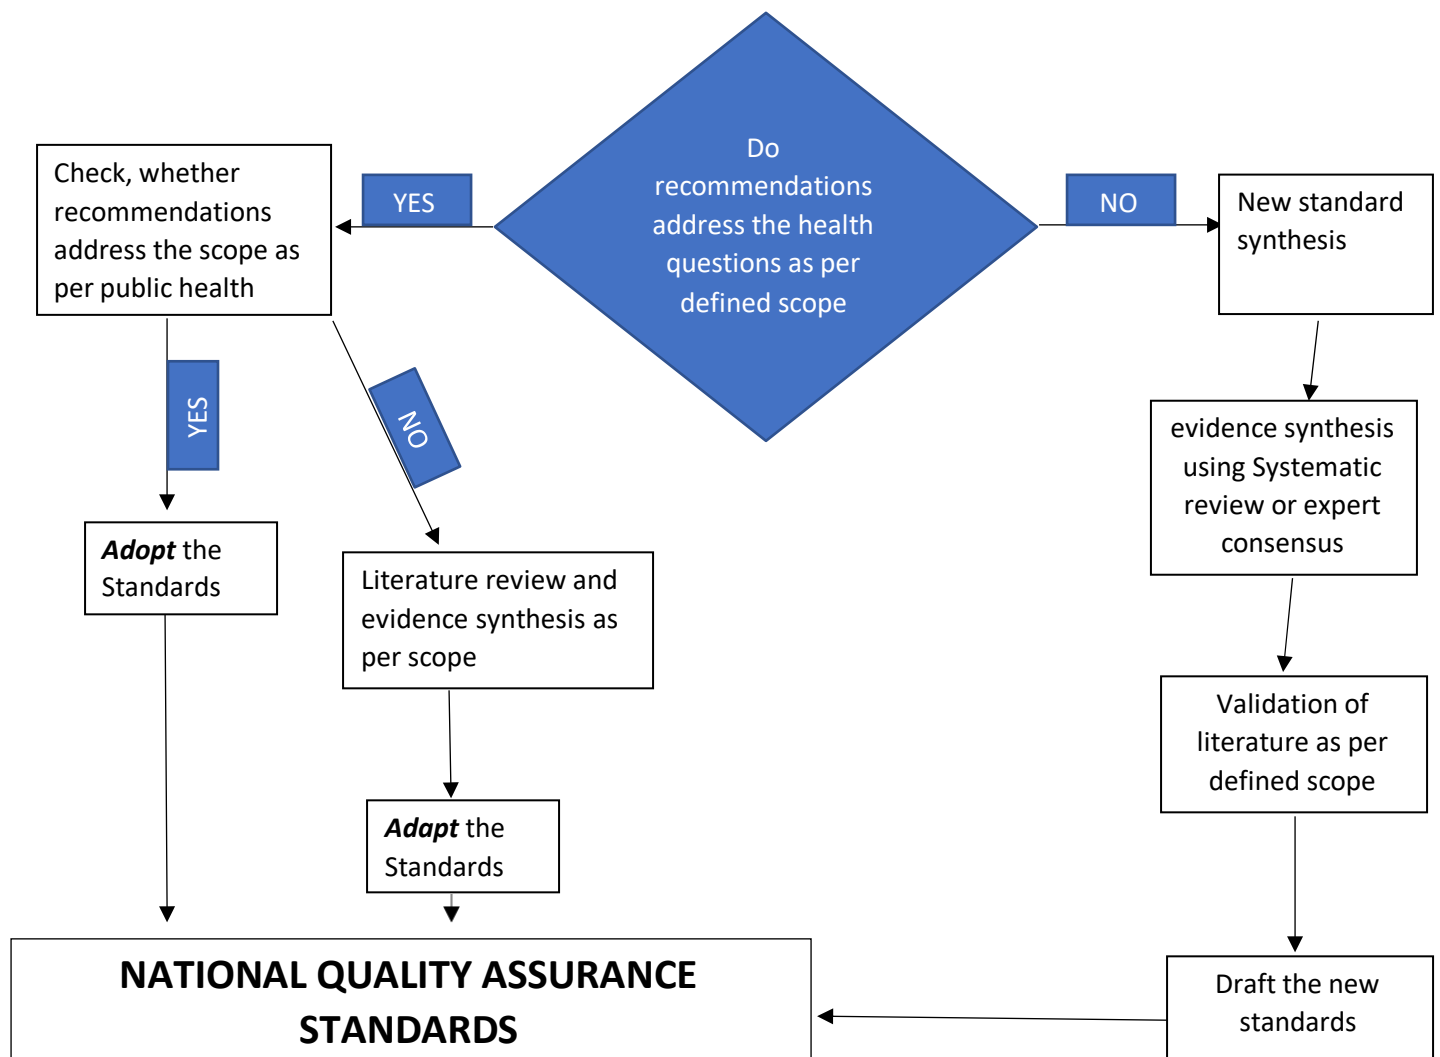 Do
recommendations
address the health
questions as per
defined scope
YES
NO
Check, whether
recommendations
address the scope as
per public health
New standard
synthesis
YES
NO
evidence synthesis
using Systematic
review or expert
consensus
Adopt the
Standards
Literature review and
evidence synthesis as
per scope
Validation of
literature as per
defined scope
Adapt the
Standards
NATIONAL QUALITY ASSURANCE
STANDARDS
Draft the new
standards